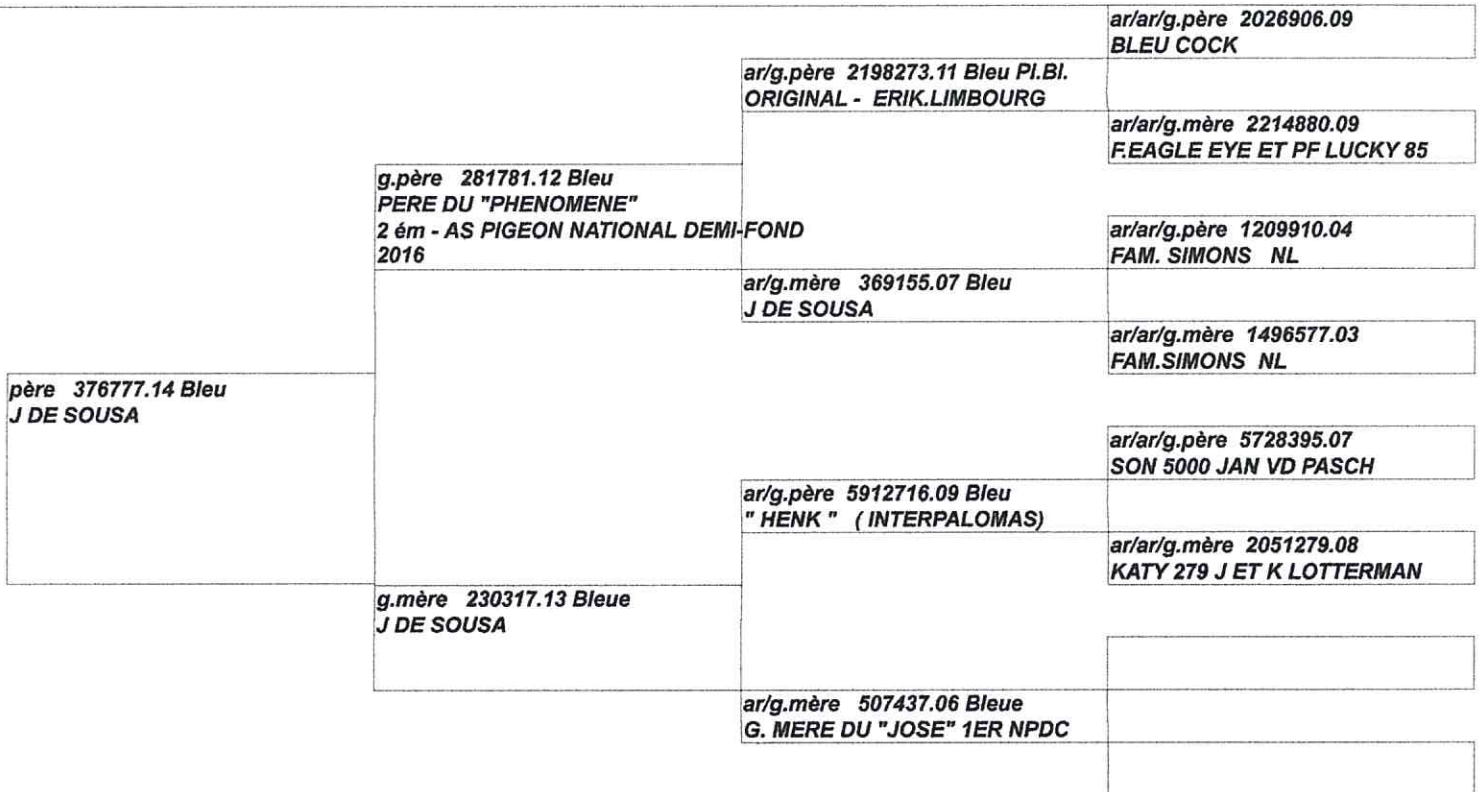 ar/ar/g.père 2026906.09
BLEU COCK
ar/g.père 2198273.11 Bleu Pl.Bl.
ORIGINAL - ERIK.LIMBOURG
ar/ar/g.mère 2214880.09
F.EAGLE EYE ET PF LUCKY 85
g.père 281781.12 Bleu
PERE DU "PHENOMENE"
2 ém - AS PIGEON NATIONAL DEMI-FOND
2016
ar/ar/g.père 1209910.04
FAM. SIMONS NL
ar/g.mère 369155.07 Bleu
J DE SOUSA
ar/ar/g.mère 1496577.03
FAM.SIMONS NL
père 376777.14 Bleu
J DE SOUSA
ar/ar/g.père 5728395.07
SON 5000 JAN VD PASCH
ar/g.père 5912716.09 Bleu
" HENK " ( INTERPALOMAS)
ar/ar/g.mère 2051279.08
KATY 279 J ET K LOTTERMAN
g.mère 230317.13 Bleue
J DE SOUSA
ar/g.mère 507437.06 Bleue
G. MERE DU "JOSE" 1ER NPDC